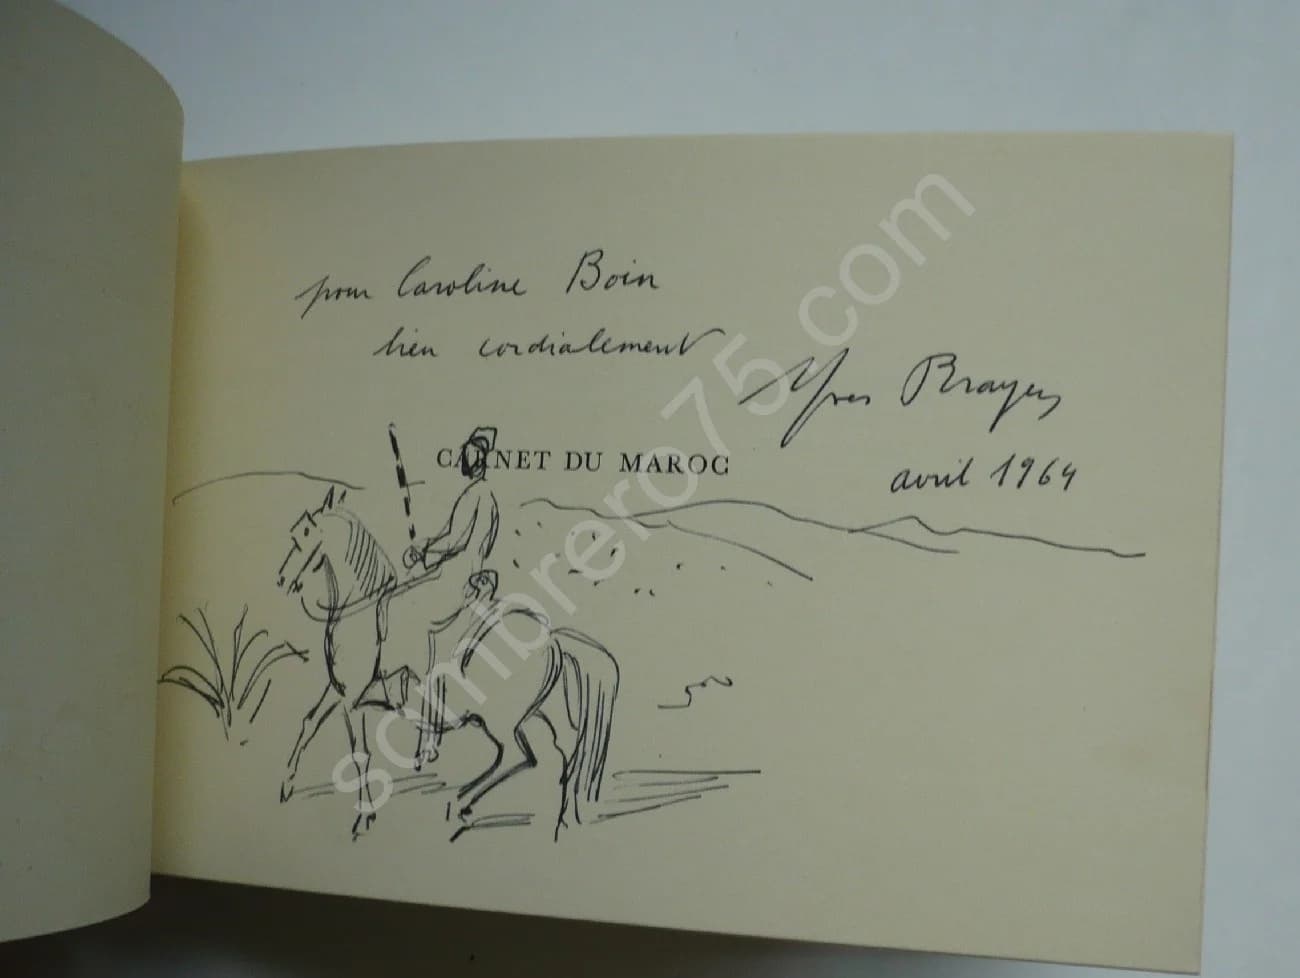 pour Caroline Boin
bien cordialement
Yves Brayer
avril 1964
CARNET DU MAROC
sombrero75.com